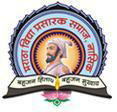 मराठा विद्या प्रसारक समाज नाशिक
बहुजन हिताय बहुजन सुखाय